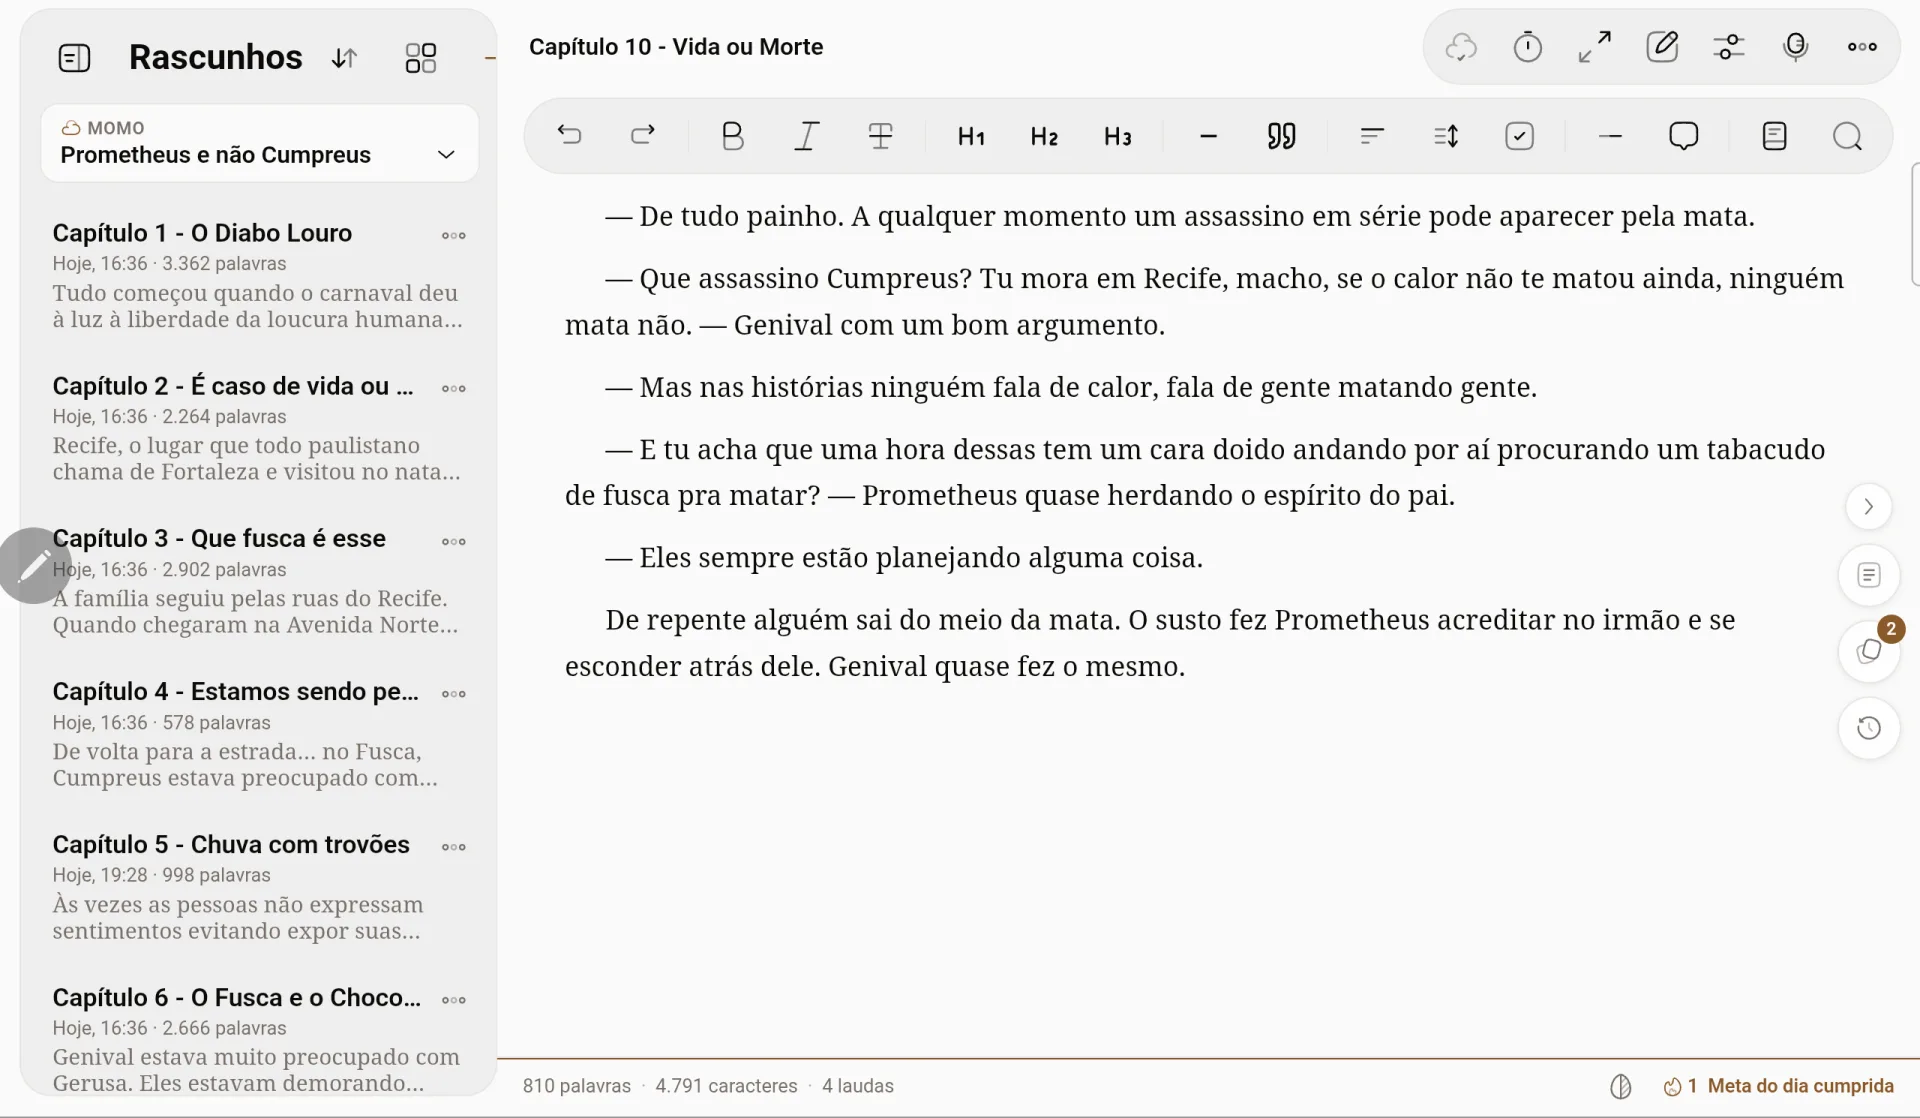 Rascunhos
MOMO
Prometheus e não Cumpreus
Capítulo 1 - O Diabo Louro
Hoje, 16:36 · 3.362 palavras
Tudo começou quando o carnaval deu
à luz à liberdade da loucura humana...
Capítulo 2 - É caso de vida ou ...
Hoje, 16:36 · 2.264 palavras
Recife, o lugar que todo paulistano
chama de Fortaleza e visitou no nata...
Capítulo 3 - Que fusca é esse
Hoje, 16:36 · 2.902 palavras
A família seguiu pelas ruas do Recife.
Quando chegaram na Avenida Norte...
Capítulo 4 - Estamos sendo pe...
Hoje, 16:36 · 578 palavras
De volta para a estrada... no Fusca,
Cumpreus estava preocupado com...
Capítulo 5 - Chuva com trovões
Hoje, 19:28 · 998 palavras
Às vezes as pessoas não expressam
sentimentos evitando expor suas...
Capítulo 6 - O Fusca e o Choco...
Hoje, 16:36 · 2.666 palavras
Genival estava muito preocupado com
Gerusa. Eles estavam demorando...
Capítulo 10 - Vida ou Morte
H1 H2 H3
— De tudo painho. A qualquer momento um assassino em série pode aparecer pela mata.
— Que assassino Cumpreus? Tu mora em Recife, macho, se o calor não te matou ainda, ninguém
mata não. — Genival com um bom argumento.
— Mas nas histórias ninguém fala de calor, fala de gente matando gente.
— E tu acha que uma hora dessas tem um cara doido andando por aí procurando um tabacudo
de fusca pra matar? — Prometheus quase herdando o espírito do pai.
— Eles sempre estão planejando alguma coisa.
De repente alguém sai do meio da mata. O susto fez Prometheus acreditar no irmão e se
esconder atrás dele. Genival quase fez o mesmo.
2
810 palavras · 4.791 caracteres · 4 laudas
1 Meta do dia cumprida